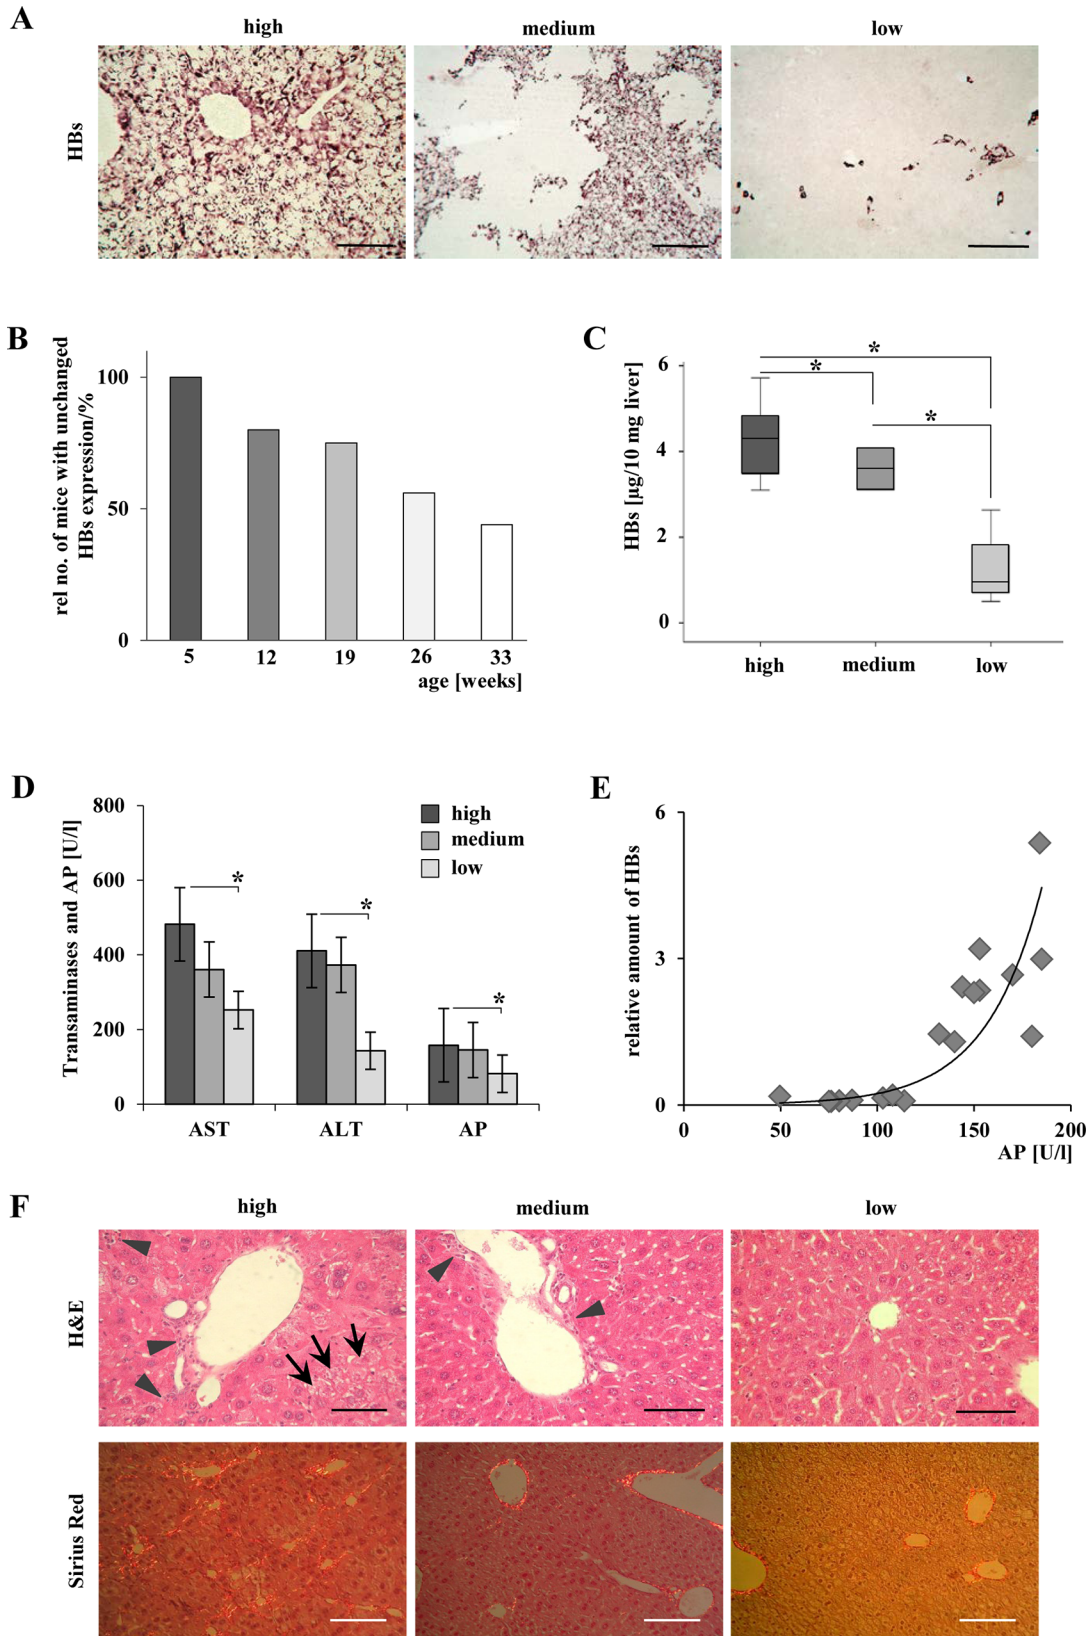 A
high
medium
low
HBs
B
rel no. of mice with unchanged
HBs expression/%
100
50
0
5
12
19
26
33
age [weeks]
C
HBs [µg/10 mg liver]
6
4
2
0
*
*
*
high
medium
low
D
Transaminases and AP [U/l]
800
600
400
200
0
high
medium
low
*
*
*
AST
ALT
AP
E
relative amount of HBs
6
3
0
0
50
100
150
200
AP [U/l]
F
high
medium
low
H&E
Sirius Red